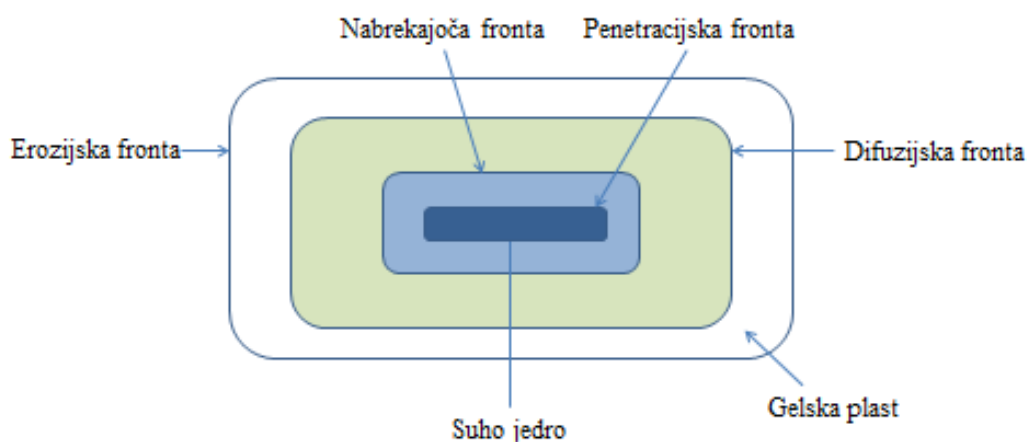 Nabrekajoča fronta
Penetracijska fronta
Erozijska fronta
Difuzijska fronta
Gelska plast
Suho jedro